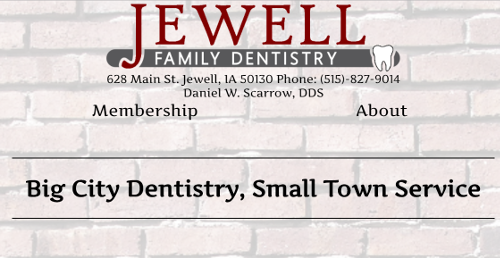 JEWELL
FAMILY DENTISTRY
628 Main St. Jewell, IA 50130 Phone: (515)-827-9014
Daniel W. Scarrow, DDS
Membership About
Big City Dentistry, Small Town Service